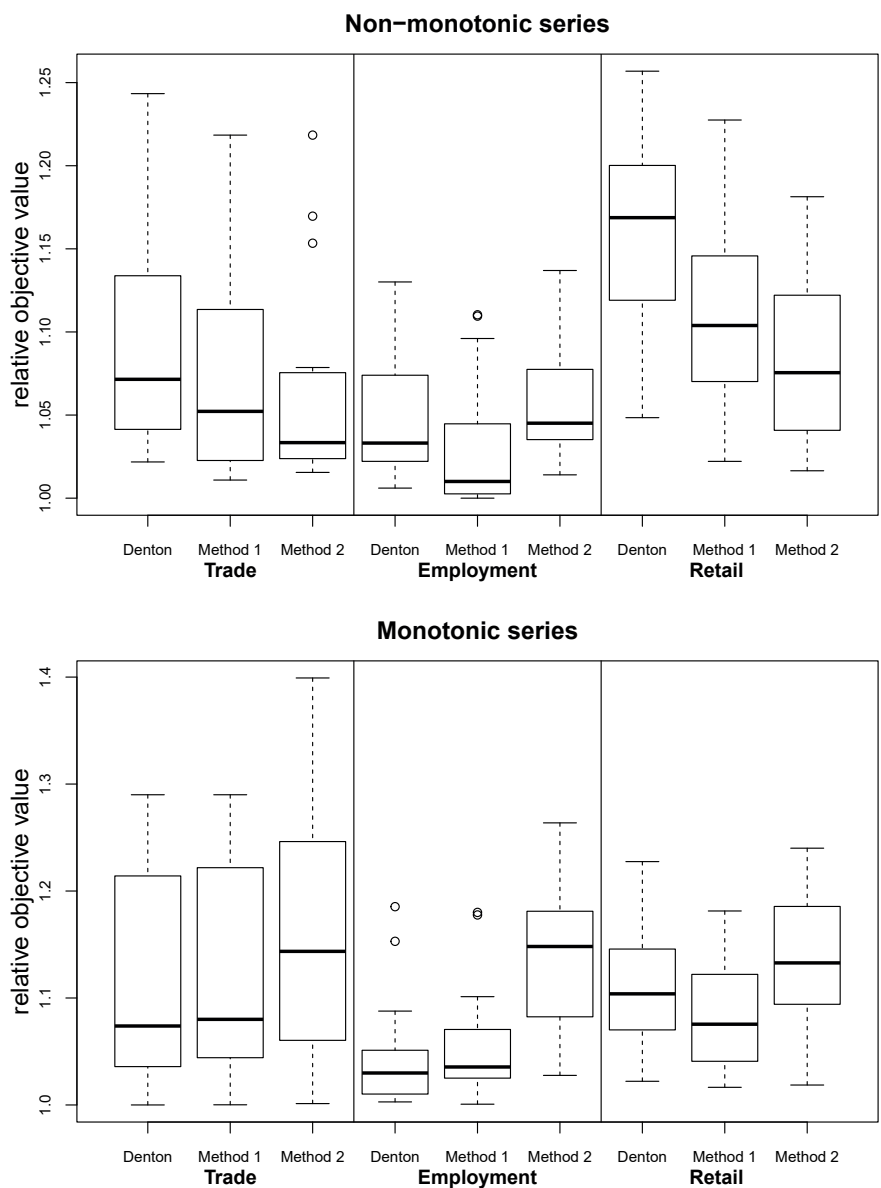 Non−monotonic series
relative objective value
1.25
1.20
1.15
1.10
1.05
1.00
Denton Method 1 Method 2 Denton Method 1 Method 2 Denton Method 1 Method 2
Trade Employment Retail
Monotonic series
relative objective value
1.4
1.3
1.2
1.1
1.0
Denton Method 1 Method 2 Denton Method 1 Method 2 Denton Method 1 Method 2
Trade Employment Retail